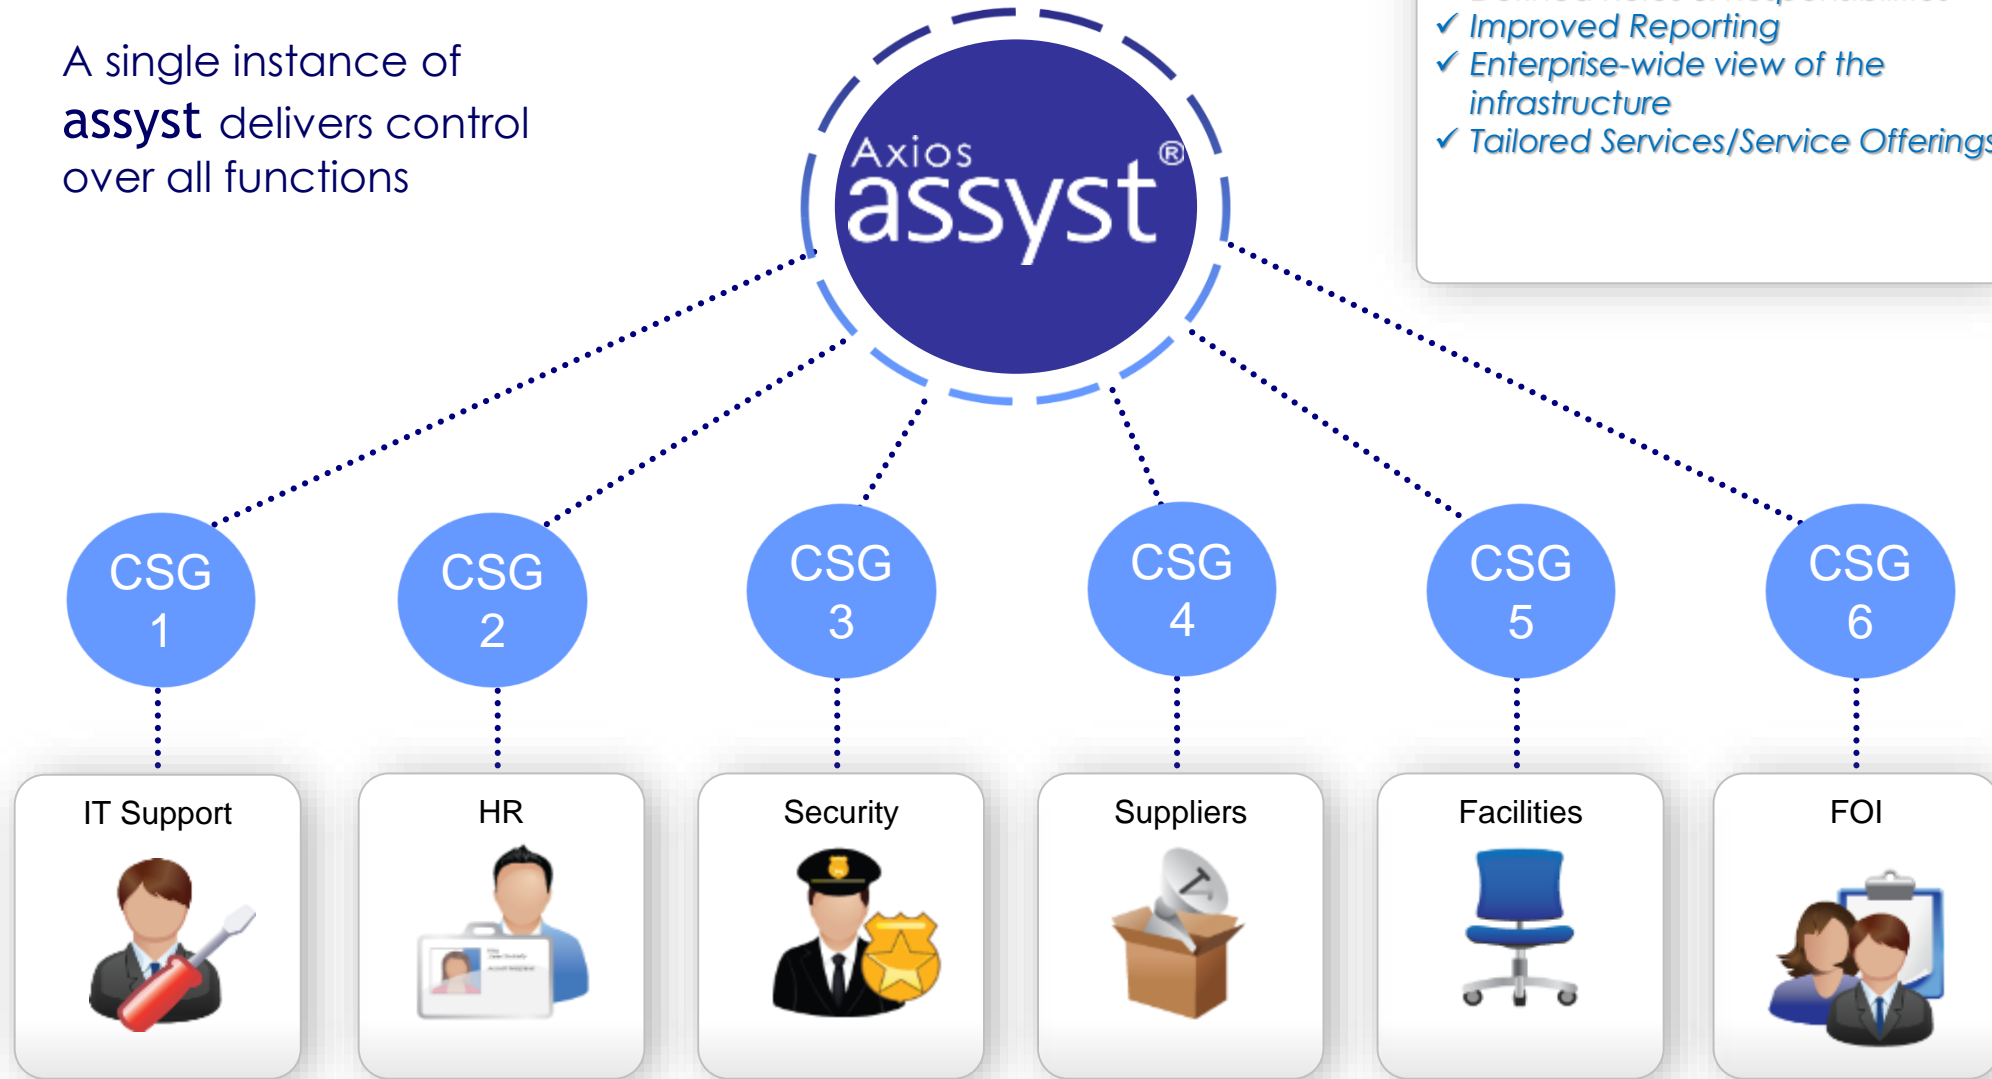 A single instance of
assyst delivers control
over all functions
✓ Improved Reporting
✓ Enterprise-wide view of the
infrastructure
✓ Tailored Services/Service Offerings
Axios
assyst®
CSG
1
CSG
2
CSG
3
CSG
4
CSG
5
CSG
6
IT Support
HR
Security
Suppliers
Facilities
FOI